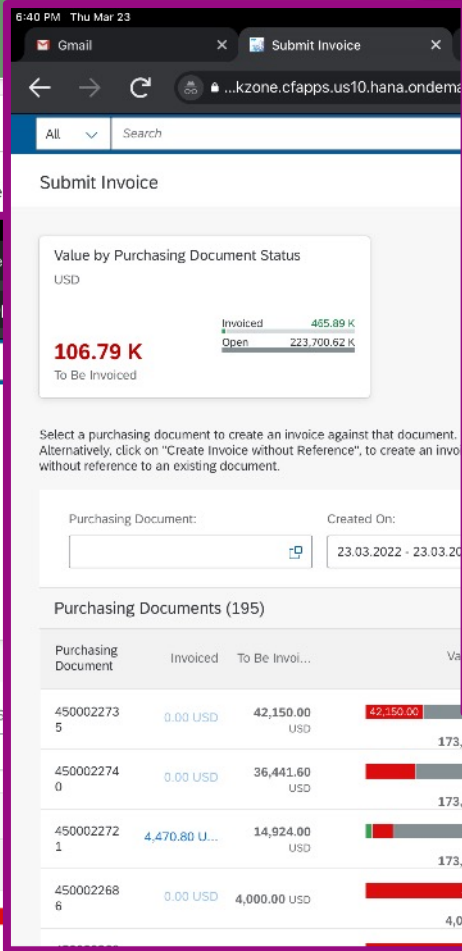 6:40 PM Thu Mar 23
Gmail
Submit Invoice
...kzone.cfapps.us10.hana.ondema
All Search
Submit Invoice
Value by Purchasing Document Status
USD
Invoiced 465.89 K
Open 223,700.62 K
106.79 K
To Be Invoiced
Select a purchasing document to create an invoice against that document.
Alternatively, click on "Create Invoice without Reference", to create an invo
without reference to an existing document.
Purchasing Document: Created On:
23.03.2022 - 23.03.20
Purchasing Documents (195)
Purchasing
Document Invoiced To Be Invoi... Va
450002273
5 0.00 USD 42,150.00
USD 42,150.00
173,
450002274
0 0.00 USD 36,441.60
USD
173,
450002272
1 4,470.80 U... 14,924.00
USD
173,
450002268
6 0.00 USD 4,000.00 USD
4,0